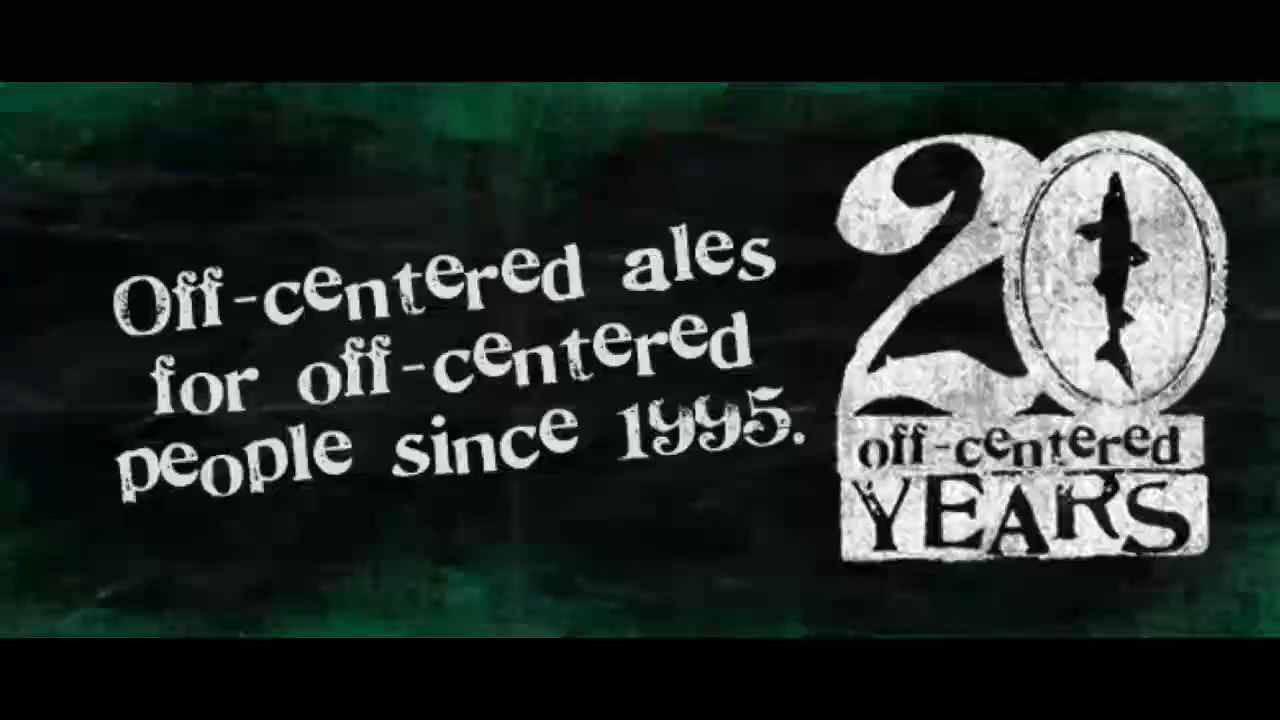 Off-centered ales
for off-centered
people since 1995.
20
off-centered
YEARS